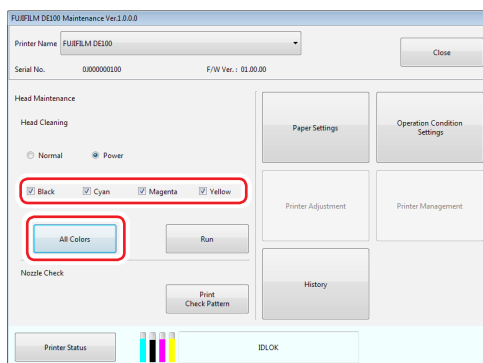 FUJIFILM DE100 Maintenance Ver.1.0.0.0
Printer Name FUJIFILM DE100
Close
Serial No. 0J000000100 F/W Ver. : 01.00.00
Head Maintenance
Head Cleaning
Normal Power
Black Cyan Magenta Yellow
All Colors Run
Nozzle Check
Print
Check Pattern
Paper Settings
Operation Condition
Settings
Printer Adjustment
Printer Management
History
Printer Status
IDLOK